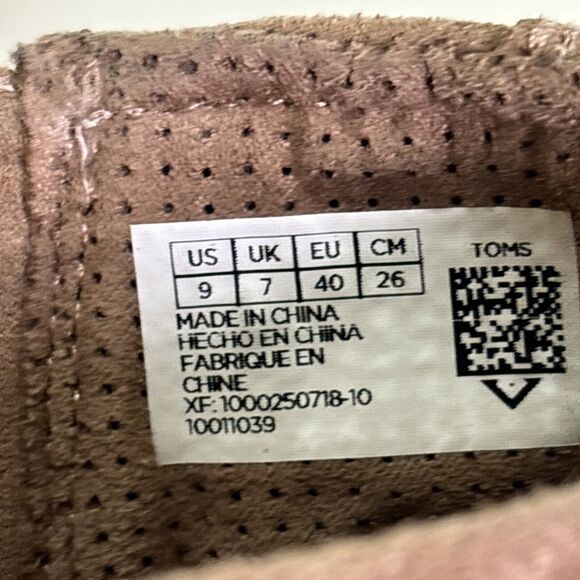 US UK EU CM
9 7 40 26
TOMS
MADE IN CHINA
HECHO EN CHINA
FABRIQUE EN
CHINE
XF: 1000250718-10
10011039